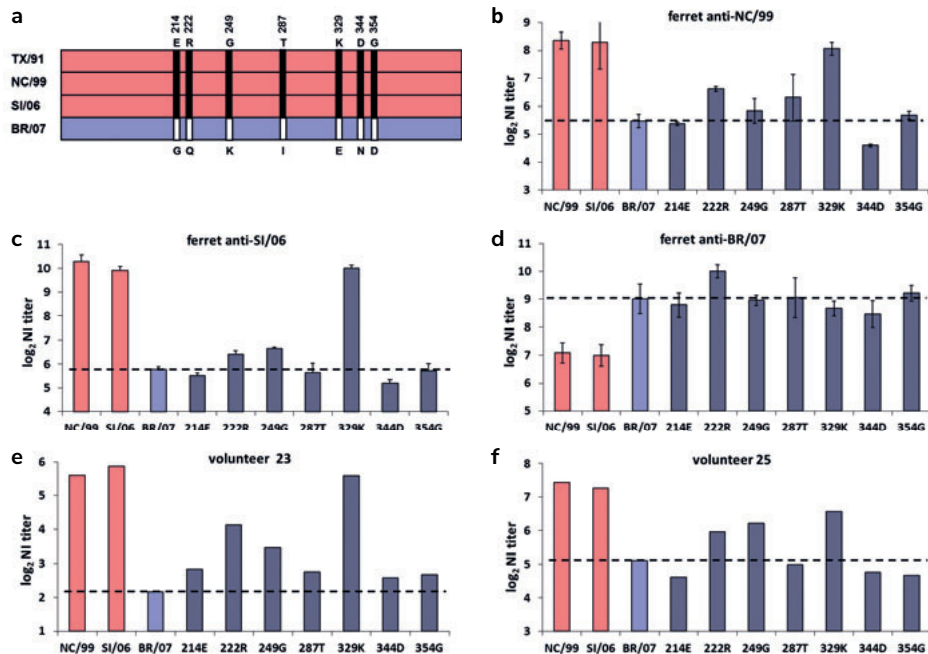 a
214 222 249 287 329 344 354
E R G T K D G
TX/91
NC/99
SI/06
BR/07
G Q K I E N D
b
ferret anti-NC/99
log2 NI titer
9
8
7
6
5
4
3
NC/99 SI/06 BR/07 214E 222R 249G 287T 329K 344D 354G
c
ferret anti-SI/06
log2 NI titer
11
10
9
8
7
6
5
4
NC/99 SI/06 BR/07 214E 222R 249G 287T 329K 344D 354G
d
ferret anti-BR/07
log2 NI titer
11
10
9
8
7
6
5
NC/99 SI/06 BR/07 214E 222R 249G 287T 329K 344D 354G
e
volunteer 23
log2 NI titer
6
5
4
3
2
1
NC/99 SI/06 BR/07 214E 222R 249G 287T 329K 344D 354G
f
volunteer 25
log2 NI titer
8
7
6
5
4
3
NC/99 SI/06 BR/07 214E 222R 249G 287T 329K 344D 354G